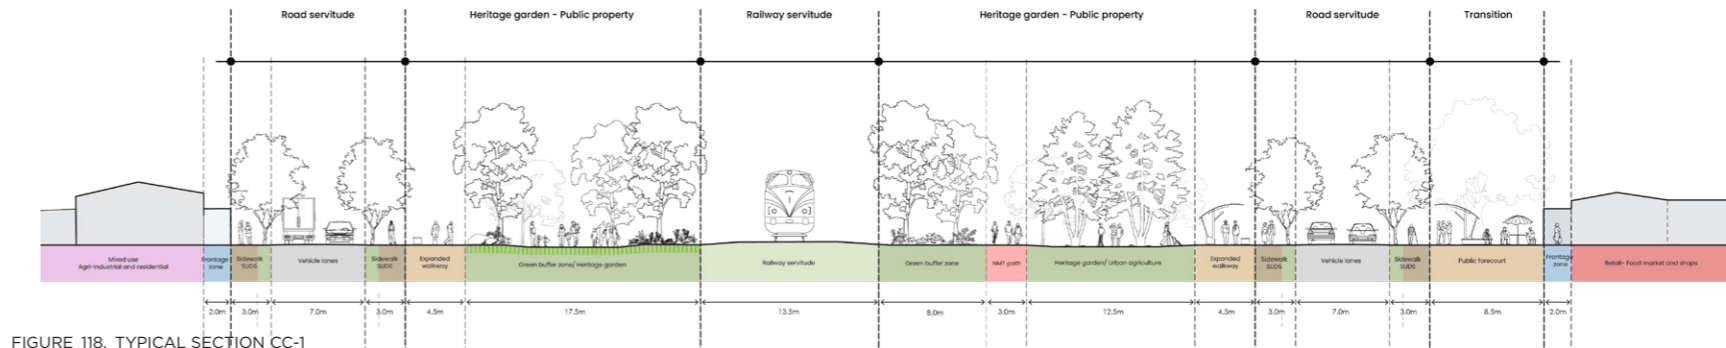 Road servitude
Heritage garden - Public property
Railway servitude
Heritage garden - Public property
Road servitude
Transition
Mixed use
Agri-industrial and residential
Frontage
zone
Sidewalk
SUDS
Vehicle lanes
Sidewalk
SUDS
Expanded
walkway
Green buffer zone/ Heritage garden
Railway servitude
Green buffer zone
NMT path
Heritage garden/ Urban agriculture
Expanded
walkway
Sidewalk
SUDS
Vehicle lanes
Sidewalk
SUDS
Public forecourt
Frontage
zone
Retail- Food market and shops
2.0m
3.0m
7.0m
3.0m
4.5m
17.5m
13.5m
8.0m
3.0m
12.5m
4.5m
3.0m
7.0m
3.0m
8.5m
2.0m
FIGURE 118. TYPICAL SECTION CC-1